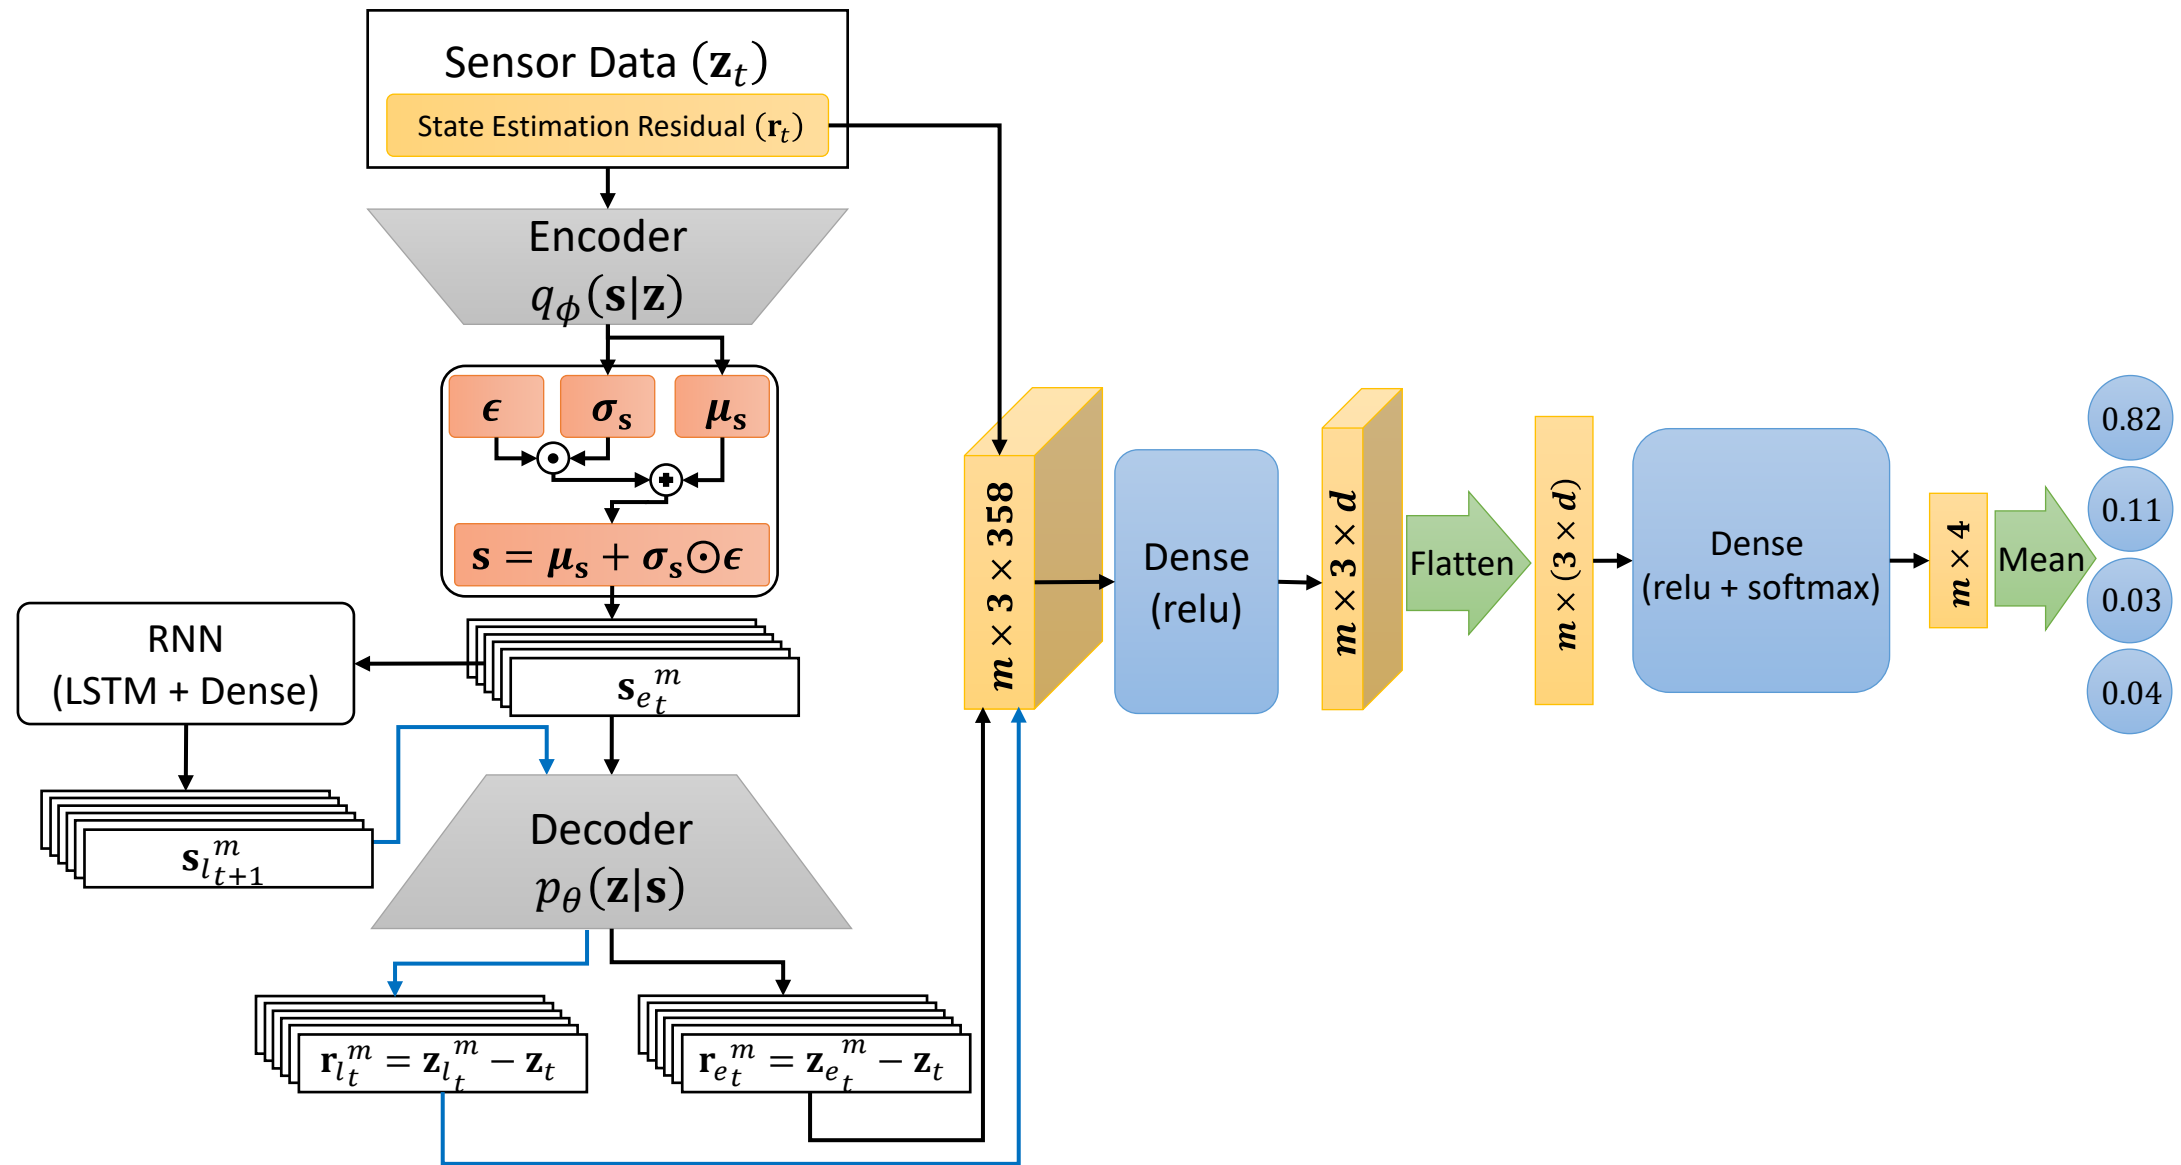 Sensor Data (𝐳ₜ)
State Estimation Residual (𝐫ₜ)
Encoder
q_ϕ(𝐬|𝐳)
ϵ
σ_𝐬
μ_𝐬
𝐬 = μ_𝐬 + σ_𝐬⊙ϵ
RNN
(LSTM + Dense)
𝐬_{e_t}^m
𝐬_{l_{t+1}}^m
Decoder
p_θ(𝐳|𝐬)
𝐫_{l_t}^m = 𝐳_{l_t}^m − 𝐳_t
𝐫_{e_t}^m = 𝐳_{e_t}^m − 𝐳_t
m × 3 × 358
Dense
(relu)
m × 3 × d
Flatten
m × (3 × d)
Dense
(relu + softmax)
m × 4
Mean
0.82
0.11
0.03
0.04